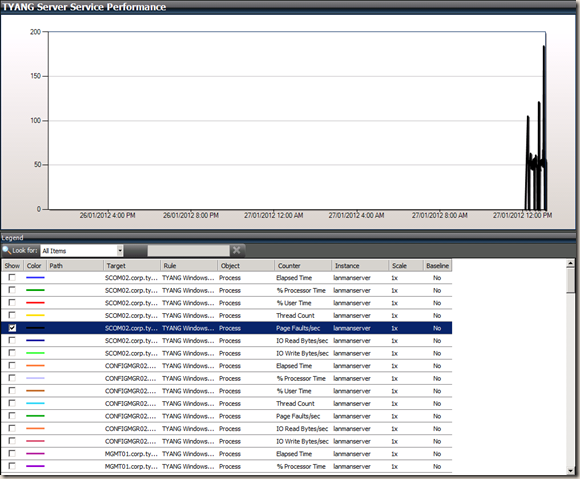 TYANG Server Service Performance
200
150
100
50
0
26/01/2012 4:00 PM 26/01/2012 8:00 PM 27/01/2012 12:00 AM 27/01/2012 4:00 AM 27/01/2012 8:00 AM 27/01/2012 12:00 PM
Legend
Look for: All Items
Show Color Path Target Rule Object Counter Instance Scale Baseline
SCOM02.corp.ty... TYANG Windows... Process Elapsed Time lanmanserver 1x No
SCOM02.corp.ty... TYANG Windows... Process % Processor Time lanmanserver 1x No
SCOM02.corp.ty... TYANG Windows... Process % User Time lanmanserver 1x No
SCOM02.corp.ty... TYANG Windows... Process Thread Count lanmanserver 1x No
SCOM02.corp.ty... TYANG Windows... Process Page Faults/sec lanmanserver 1x No
SCOM02.corp.ty... TYANG Windows... Process IO Read Bytes/sec lanmanserver 1x No
SCOM02.corp.ty... TYANG Windows... Process IO Write Bytes/sec lanmanserver 1x No
CONFIGMGR02.... TYANG Windows... Process Elapsed Time lanmanserver 1x No
CONFIGMGR02.... TYANG Windows... Process % Processor Time lanmanserver 1x No
CONFIGMGR02.... TYANG Windows... Process % User Time lanmanserver 1x No
CONFIGMGR02.... TYANG Windows... Process Thread Count lanmanserver 1x No
CONFIGMGR02.... TYANG Windows... Process Page Faults/sec lanmanserver 1x No
CONFIGMGR02.... TYANG Windows... Process IO Read Bytes/sec lanmanserver 1x No
CONFIGMGR02.... TYANG Windows... Process IO Write Bytes/sec lanmanserver 1x No
MGMT01.corp.ty... TYANG Windows... Process Elapsed Time lanmanserver 1x No
MGMT01.corp.ty... TYANG Windows... Process % Processor Time lanmanserver 1x No